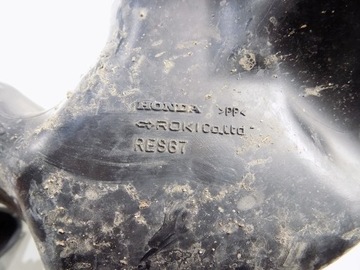 HONDA >PP<
ROKI Co.,Ltd
RES67